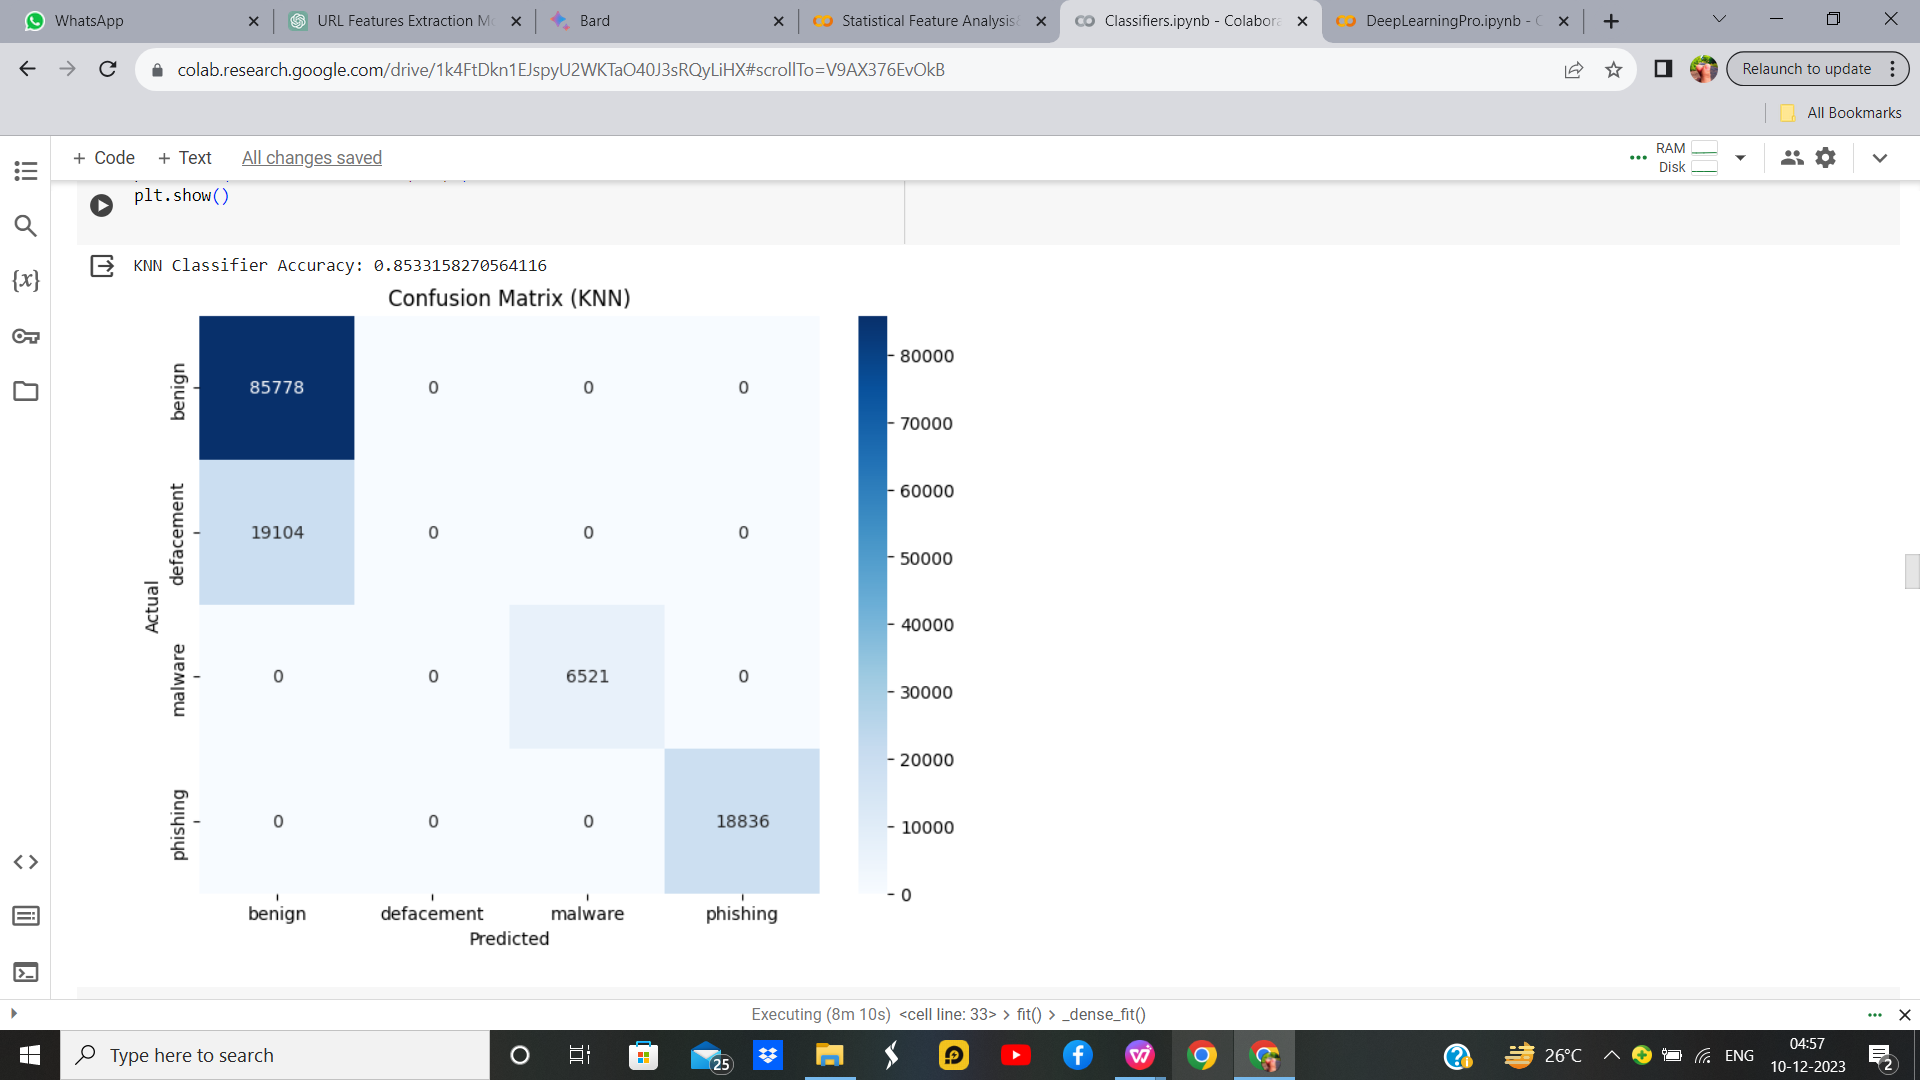 WhatsApp
URL Features Extraction Mo
Bard
Statistical Feature Analysis
Classifiers.ipynb - Colabora
DeepLearningPro.ipynb - C
colab.research.google.com/drive/1k4FtDkn1EJspyU2WKTaO40J3sRQyLiHX#scrollTo=V9AX376EvOkB
Relaunch to update
All Bookmarks
+ Code + Text All changes saved
RAM
Disk
plt.show()
{x}
KNN Classifier Accuracy: 0.8533158270564116
Confusion Matrix (KNN)
benign
85778 0 0 0
defacement
19104 0 0 0
malware
0 0 6521 0
phishing
0 0 0 18836
Actual
benign defacement malware phishing
Predicted
80000
70000
60000
50000
40000
30000
20000
10000
0
Executing (8m 10s) <cell line: 33> > fit() > _dense_fit()
Type here to search
25
26°C
ENG
04:57
10-12-2023
2